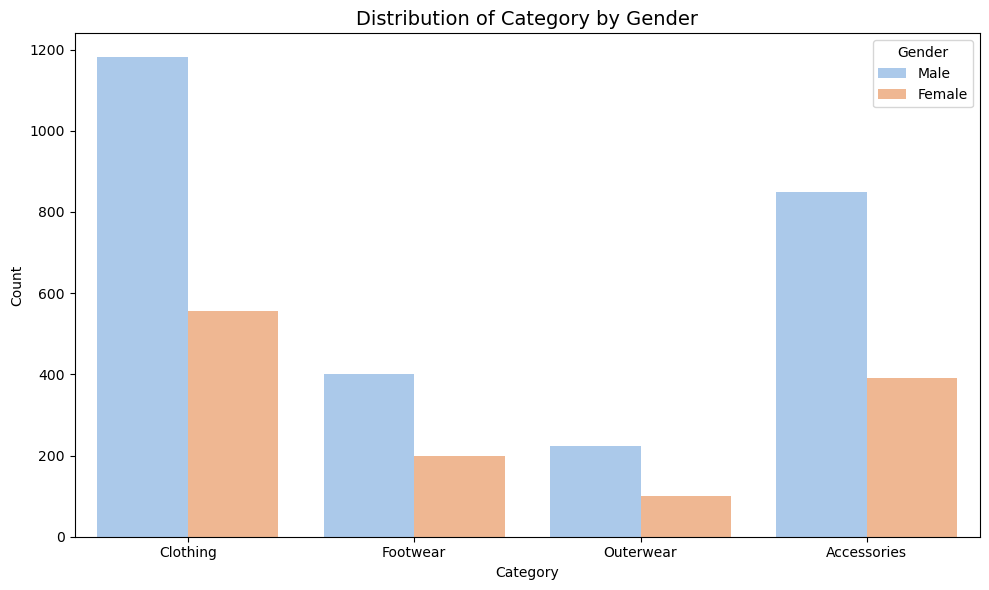 Distribution of Category by Gender
Gender
Male
Female
1200
1000
800
600
400
200
0
Count
Clothing
Footwear
Outerwear
Accessories
Category